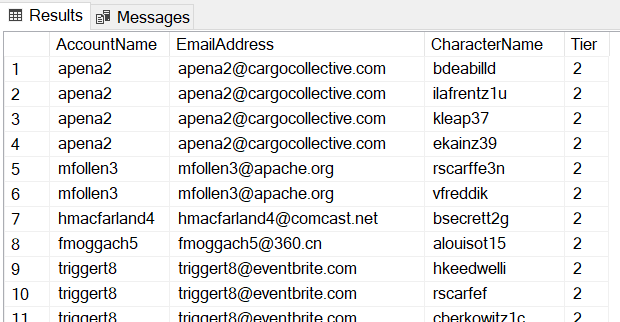 Results Messages
AccountName EmailAddress CharacterName Tier
1 apena2 apena2@cargocollective.com bdeabilld 2
2 apena2 apena2@cargocollective.com ilafrentz1u 2
3 apena2 apena2@cargocollective.com kleap37 2
4 apena2 apena2@cargocollective.com ekainz39 2
5 mfollen3 mfollen3@apache.org rscarffe3n 2
6 mfollen3 mfollen3@apache.org vfreddik 2
7 hmacfarland4 hmacfarland4@comcast.net bsecrett2g 2
8 fmoggach5 fmoggach5@360.cn alouisot15 2
9 triggert8 triggert8@eventbrite.com hkeedwelli 2
10 triggert8 triggert8@eventbrite.com rscarfef 2
11 triggert8 triggert8@eventbrite.com cberkowitz1c 2